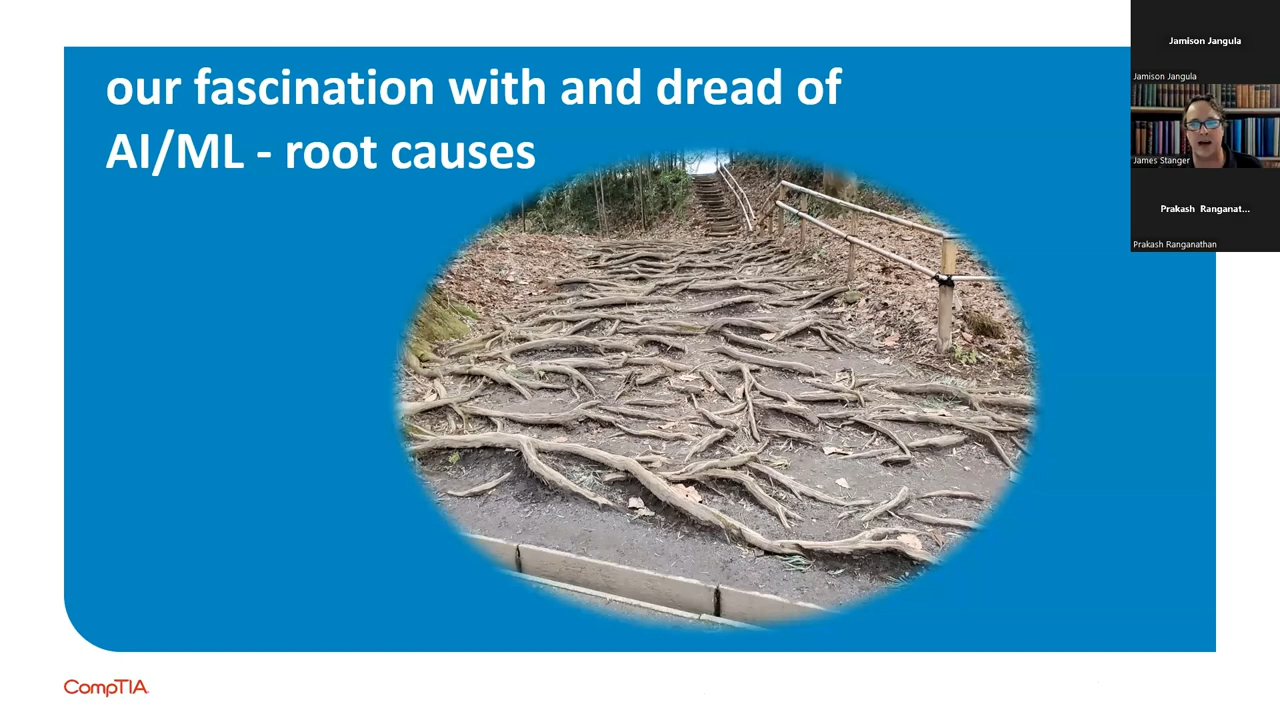 our fascination with and dread of
AI/ML - root causes
Jamison Jangula
Jamison Jangula
James Stanger
Prakash Ranganat...
Prakash Ranganathan
CompTIA